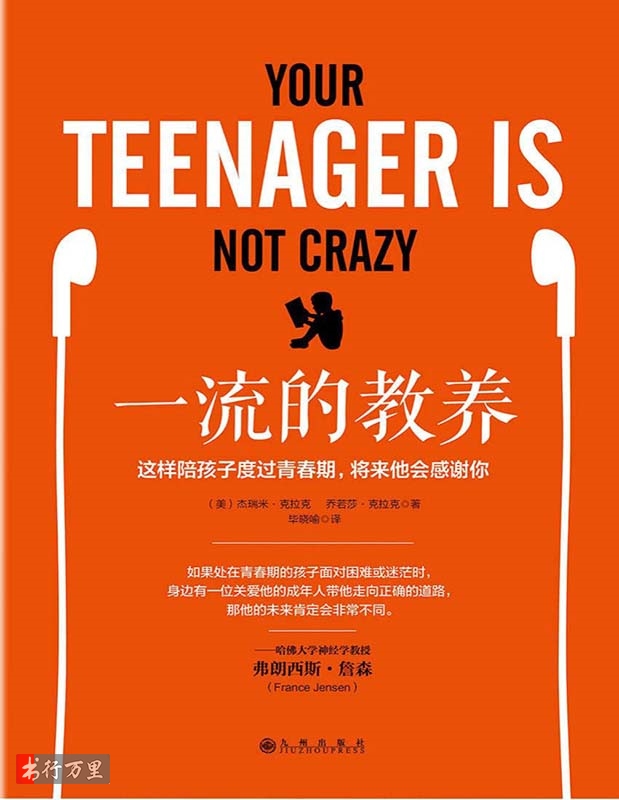 YOUR
TEENAGER IS
NOT CRAZY
一流的教养
这样陪孩子度过青春期，将来他会感谢你
（美）杰瑞米·克拉克 乔若莎·克拉克◎著
毕晓喻◎译
如果处在青春期的孩子面对困难或迷茫时，
身边有一位关爱他的成年人带他走向正确的道路，
那他的未来肯定会非常不同。
——哈佛大学神经学教授
弗朗西斯·詹森
（France Jensen）
九州出版社
JIUZHOUPRESS
书行万里